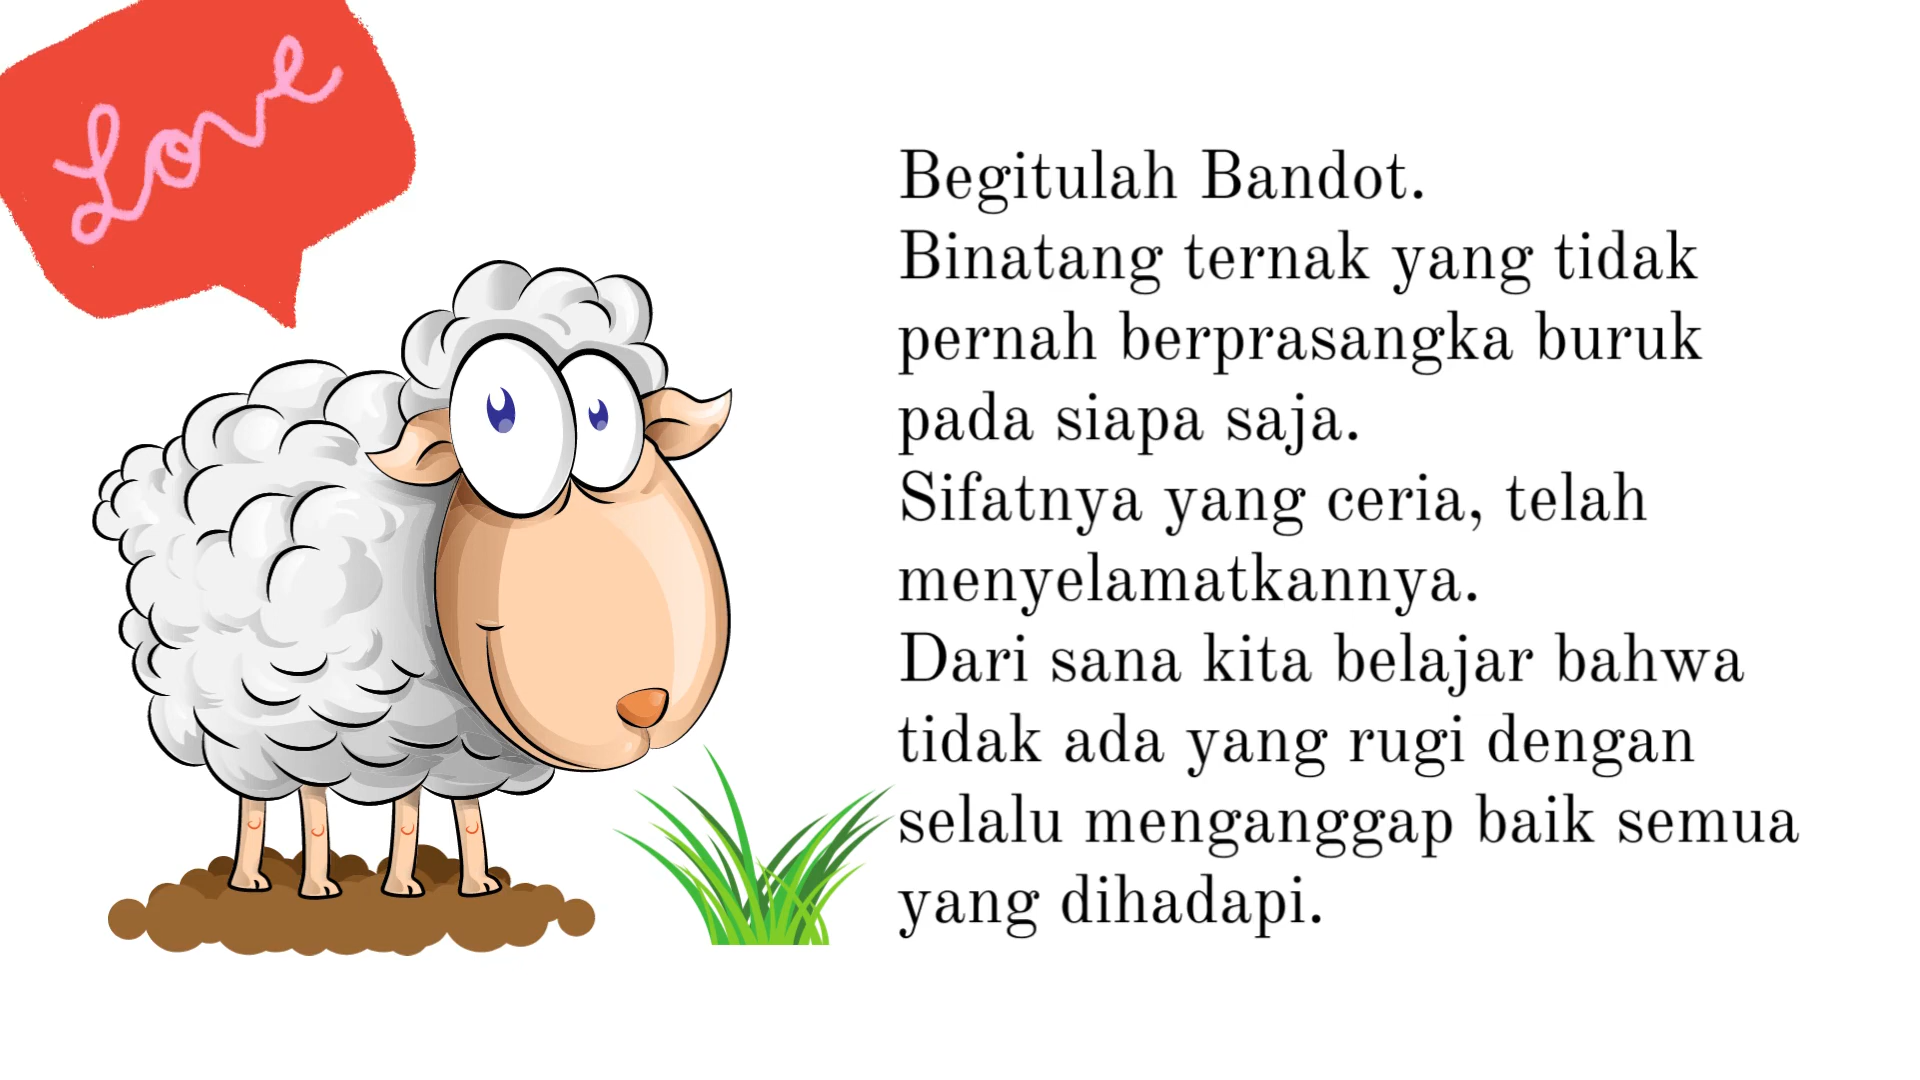 Love
Begitulah Bandot.
Binatang ternak yang tidak
pernah berprasangka buruk
pada siapa saja.
Sifatnya yang ceria, telah
menyelamatkannya.
Dari sana kita belajar bahwa
tidak ada yang rugi dengan
selalu menganggap baik semua
yang dihadapi.